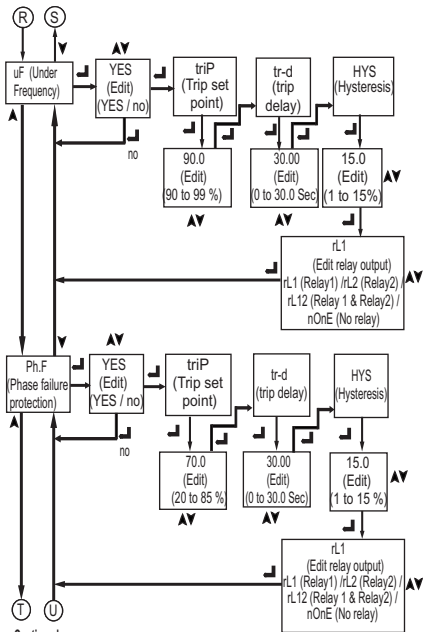 R
S
uF (Under
Frequency)
YES
(Edit)
(YES / no)
no
triP
(Trip set
point)
tr-d
(trip
delay)
HYS
(Hysteresis)
90.0
(Edit)
(90 to 99 %)
30.00
(Edit)
(0 to 30.0 Sec)
15.0
(Edit)
(1 to 15%)
rL1
(Edit relay output)
rL1 (Relay1) /rL2 (Relay2) /
rL12 (Relay 1 & Relay2) /
nOnE (No relay)
Ph.F
(Phase failure
protection)
YES
(Edit)
(YES / no)
no
triP
(Trip set
point)
tr-d
(trip delay)
HYS
(Hysteresis)
70.0
(Edit)
(20 to 85 %)
30.00
(Edit)
(0 to 30.0 Sec)
15.0
(Edit)
(1 to 15 %)
rL1
(Edit relay output)
rL1 (Relay1) /rL2 (Relay2) /
rL12 (Relay 1 & Relay2) /
nOnE (No relay)
T
U